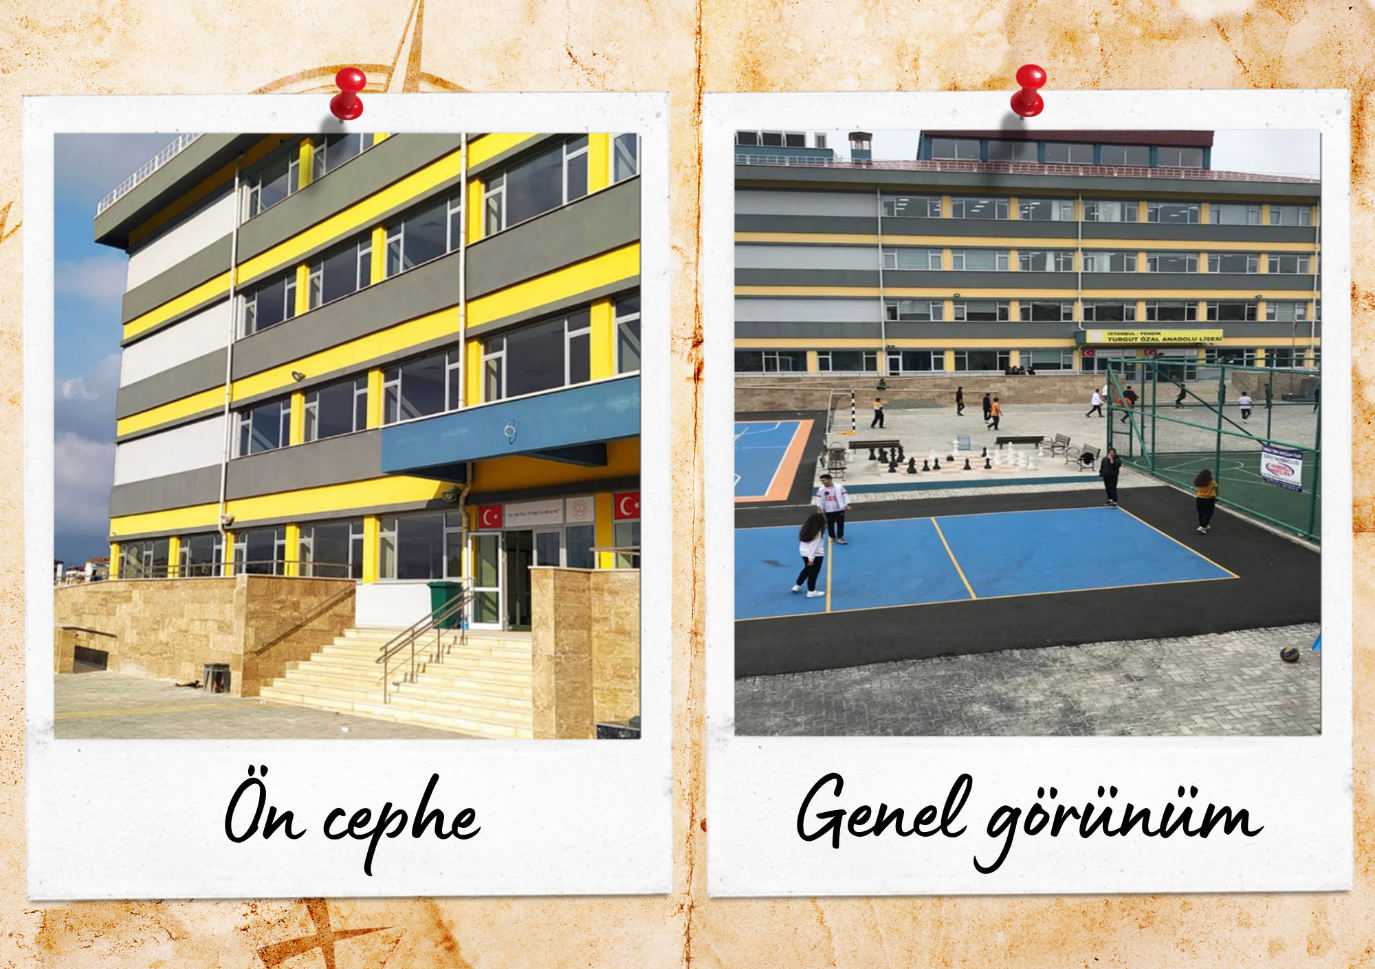 İSTANBUL - PENDİK
TURGUT ÖZAL ANADOLU LİSESİ
Ön cephe
Genel görünüm